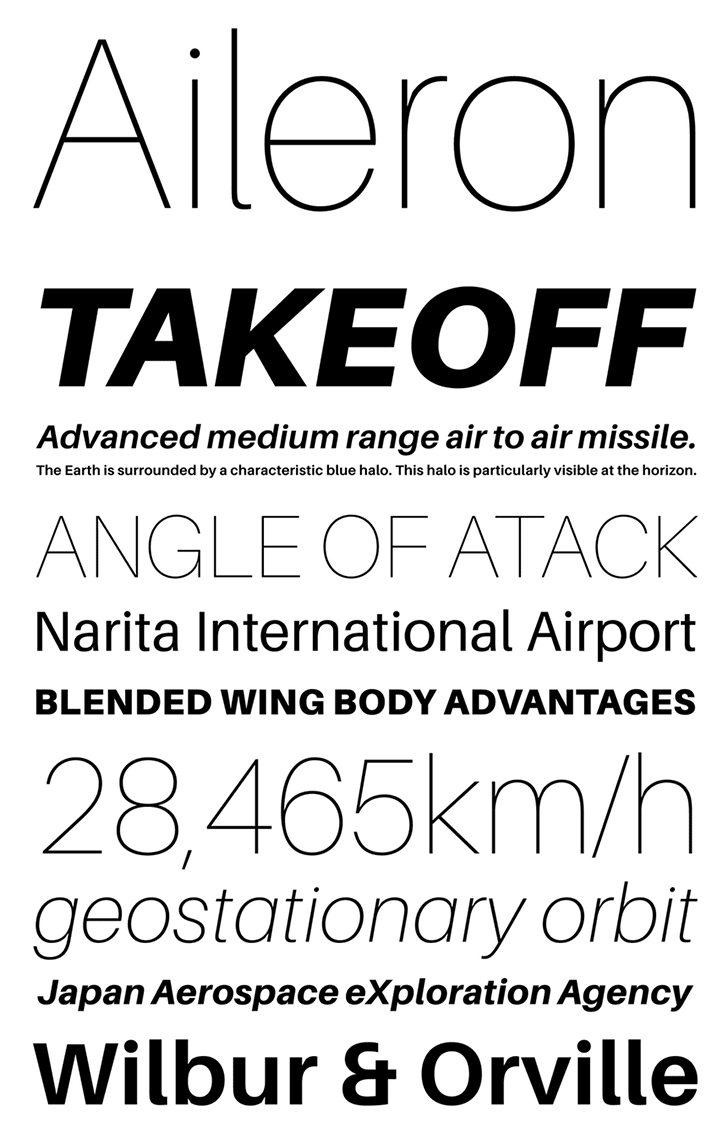 Aileron
TAKEOFF
Advanced medium range air to air missile.
The Earth is surrounded by a characteristic blue halo. This halo is particularly visible at the horizon.
ANGLE OF ATACK
Narita International Airport
BLENDED WING BODY ADVANTAGES
28,465km/h
geostationary orbit
Japan Aerospace eXploration Agency
Wilbur & Orville